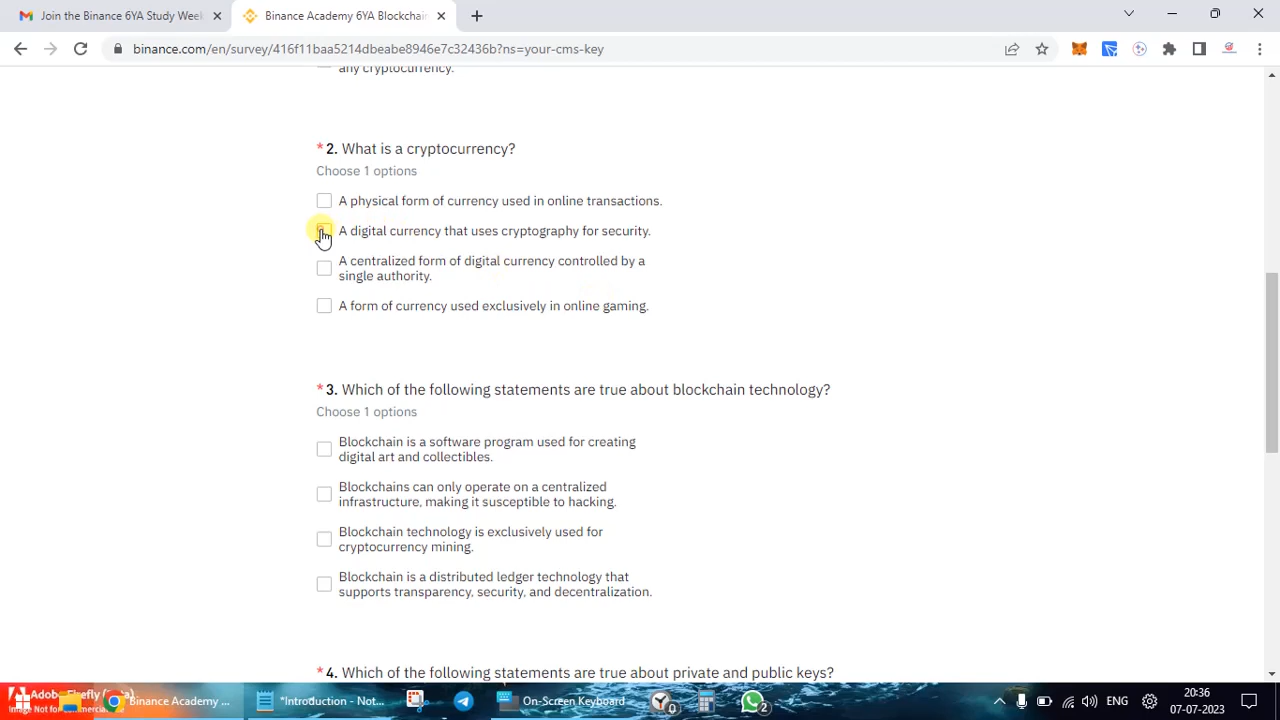 Join the Binance 6YA Study Week
Binance Academy 6YA Blockchain
binance.com/en/survey/416f11baa5214dbeabe8946e7c32436b?ns=your-cms-key
any cryptocurrency.
* 2. What is a cryptocurrency?
Choose 1 options
A physical form of currency used in online transactions.
A digital currency that uses cryptography for security.
A centralized form of digital currency controlled by a
single authority.
A form of currency used exclusively in online gaming.
* 3. Which of the following statements are true about blockchain technology?
Choose 1 options
Blockchain is a software program used for creating
digital art and collectibles.
Blockchains can only operate on a centralized
infrastructure, making it susceptible to hacking.
Blockchain technology is exclusively used for
cryptocurrency mining.
Blockchain is a distributed ledger technology that
supports transparency, security, and decentralization.
* 4. Which of the following statements are true about private and public keys?
Adobe Firefly
Image Not for
Binance Academy ...
*Introduction - Not...
On-Screen Keyboard
0
2
ENG
20:36
07-07-2023